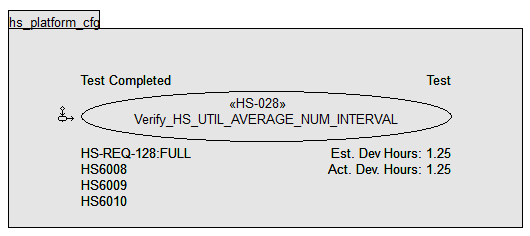 hs_platform_cfg
Test Completed
Test
«HS-028»
Verify_HS_UTIL_AVERAGE_NUM_INTERVAL
HS-REQ-128:FULL
Est. Dev Hours: 1.25
HS6008
Act. Dev. Hours: 1.25
HS6009
HS6010